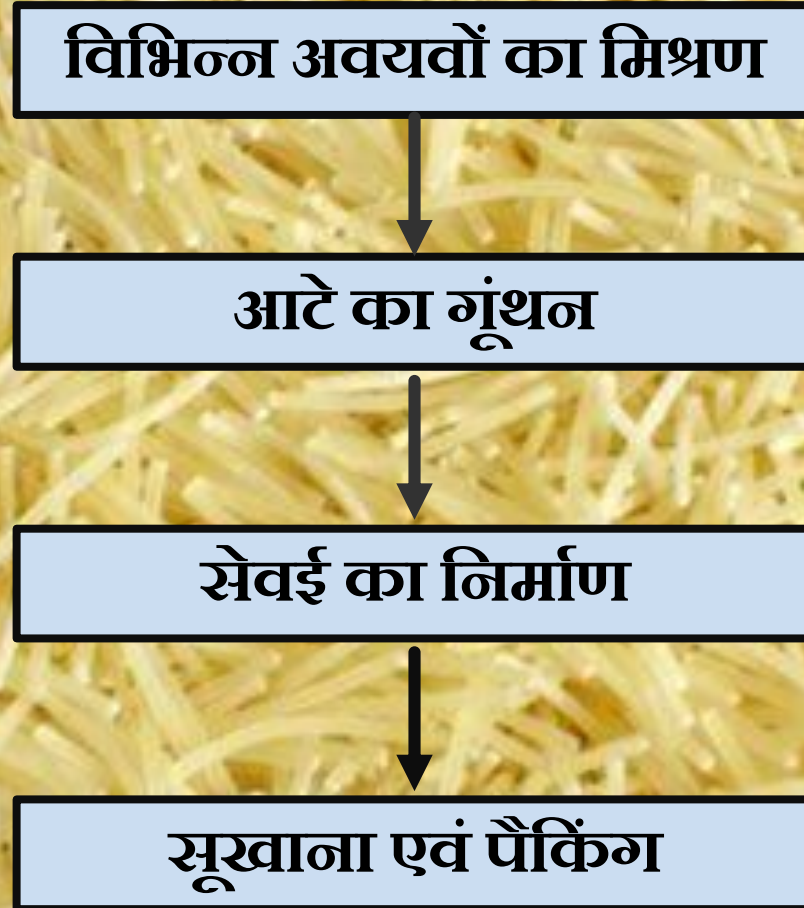 विभिन्न अवयवों का मिश्रण
आटे का गूंथन
सेवई का निर्माण
सूखाना एवं पैकिंग